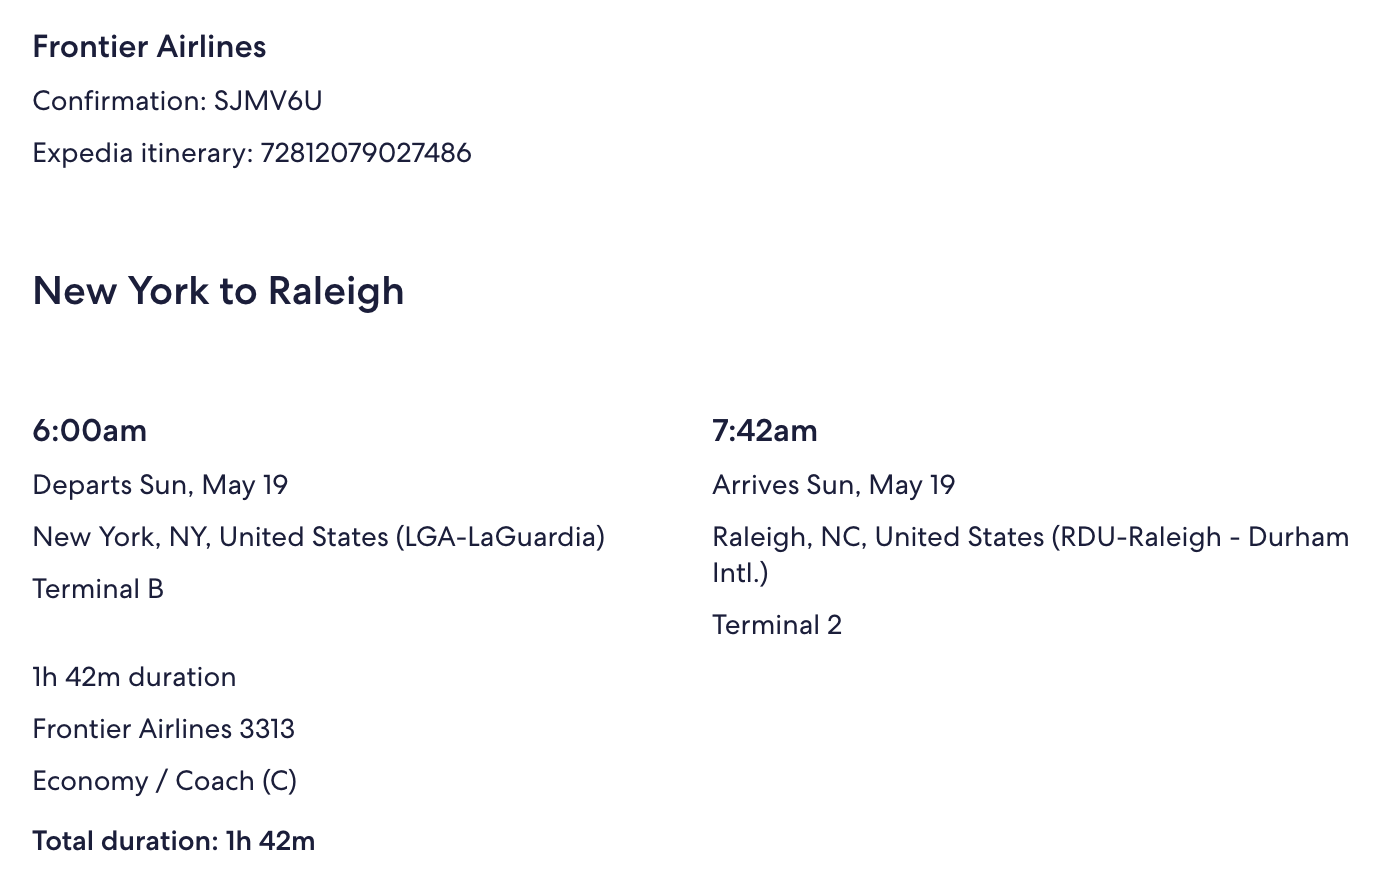 Frontier Airlines
Confirmation: SJMV6U
Expedia itinerary: 72812079027486
New York to Raleigh
6:00am
Departs Sun, May 19
New York, NY, United States (LGA-LaGuardia)
Terminal B
7:42am
Arrives Sun, May 19
Raleigh, NC, United States (RDU-Raleigh - Durham
Intl.)
Terminal 2
1h 42m duration
Frontier Airlines 3313
Economy / Coach (C)
Total duration: 1h 42m